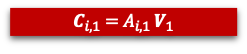 C_{i,1} = A_{i,1} V_1